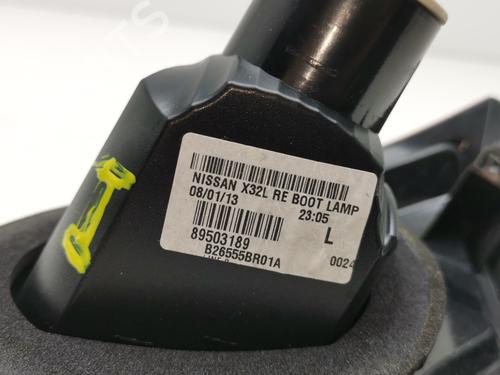 NISSAN X32L RE BOOT LAMP
08/01/13 23:05
89503189 L
B26555BR01A 0024